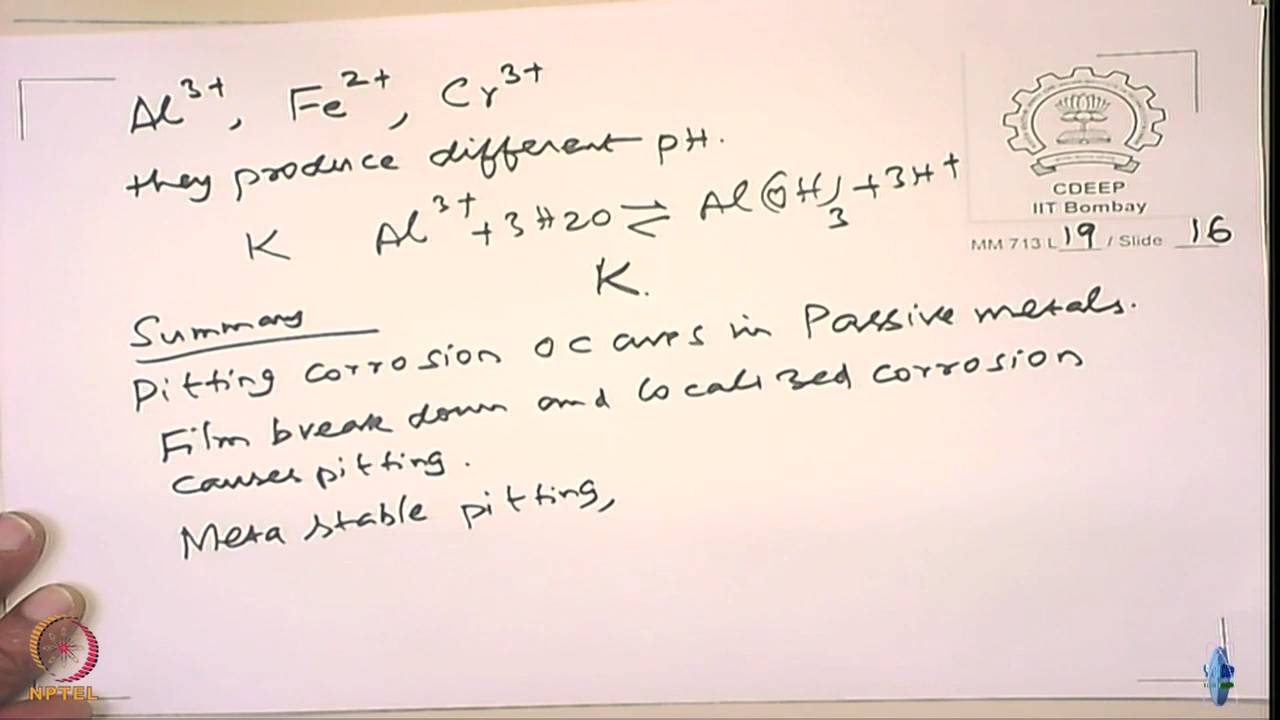 Al³⁺, Fe²⁺, Cr³⁺
they produce different pH.
K Al³⁺ + 3H2O ⇌ Al(OH)₃ + 3H⁺
K.
Summary
Pitting corrosion occurs in Passive metals.
Film break down and localized corrosion
causes pitting.
Meta stable pitting,
CDEEP
IIT Bombay
MM 713 L 19 / Slide 16
NPTEL